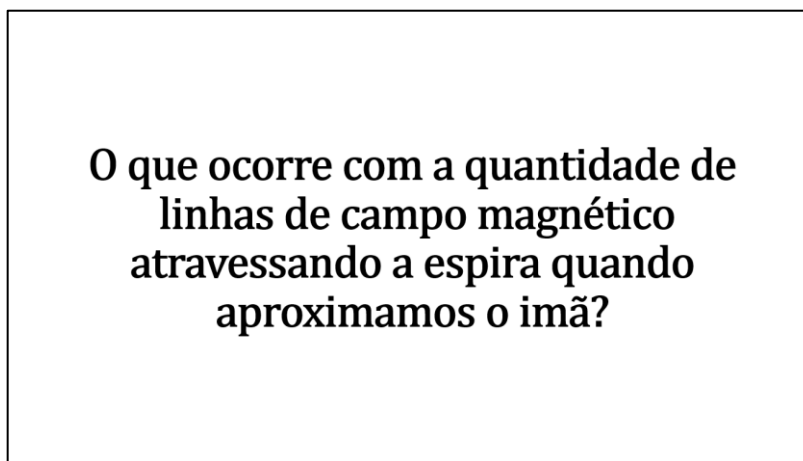 O que ocorre com a quantidade de
linhas de campo magnético
atravessando a espira quando
aproximamos o imã?